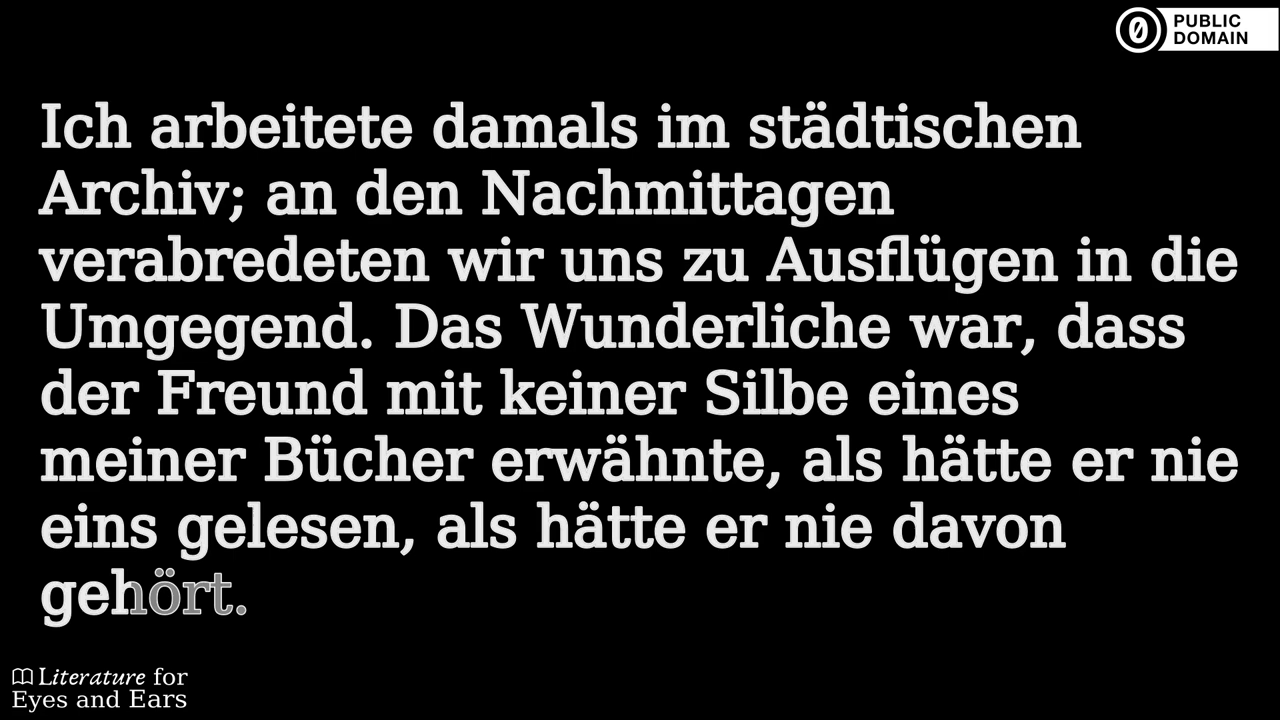 PUBLIC
DOMAIN
Ich arbeitete damals im städtischen
Archiv; an den Nachmittagen
verabredeten wir uns zu Ausflügen in die
Umgegend. Das Wunderliche war, dass
der Freund mit keiner Silbe eines
meiner Bücher erwähnte, als hätte er nie
eins gelesen, als hätte er nie davon
gehört.
Literature for
Eyes and Ears